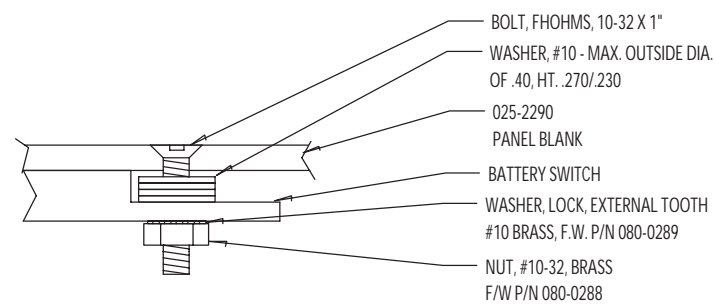 BOLT, FHOHMS, 10-32 X 1"
WASHER, #10 - MAX. OUTSIDE DIA.
OF .40, HT. .270/.230
025-2290
PANEL BLANK
BATTERY SWITCH
WASHER, LOCK, EXTERNAL TOOTH
#10 BRASS, F.W. P/N 080-0289
NUT, #10-32, BRASS
F/W P/N 080-0288